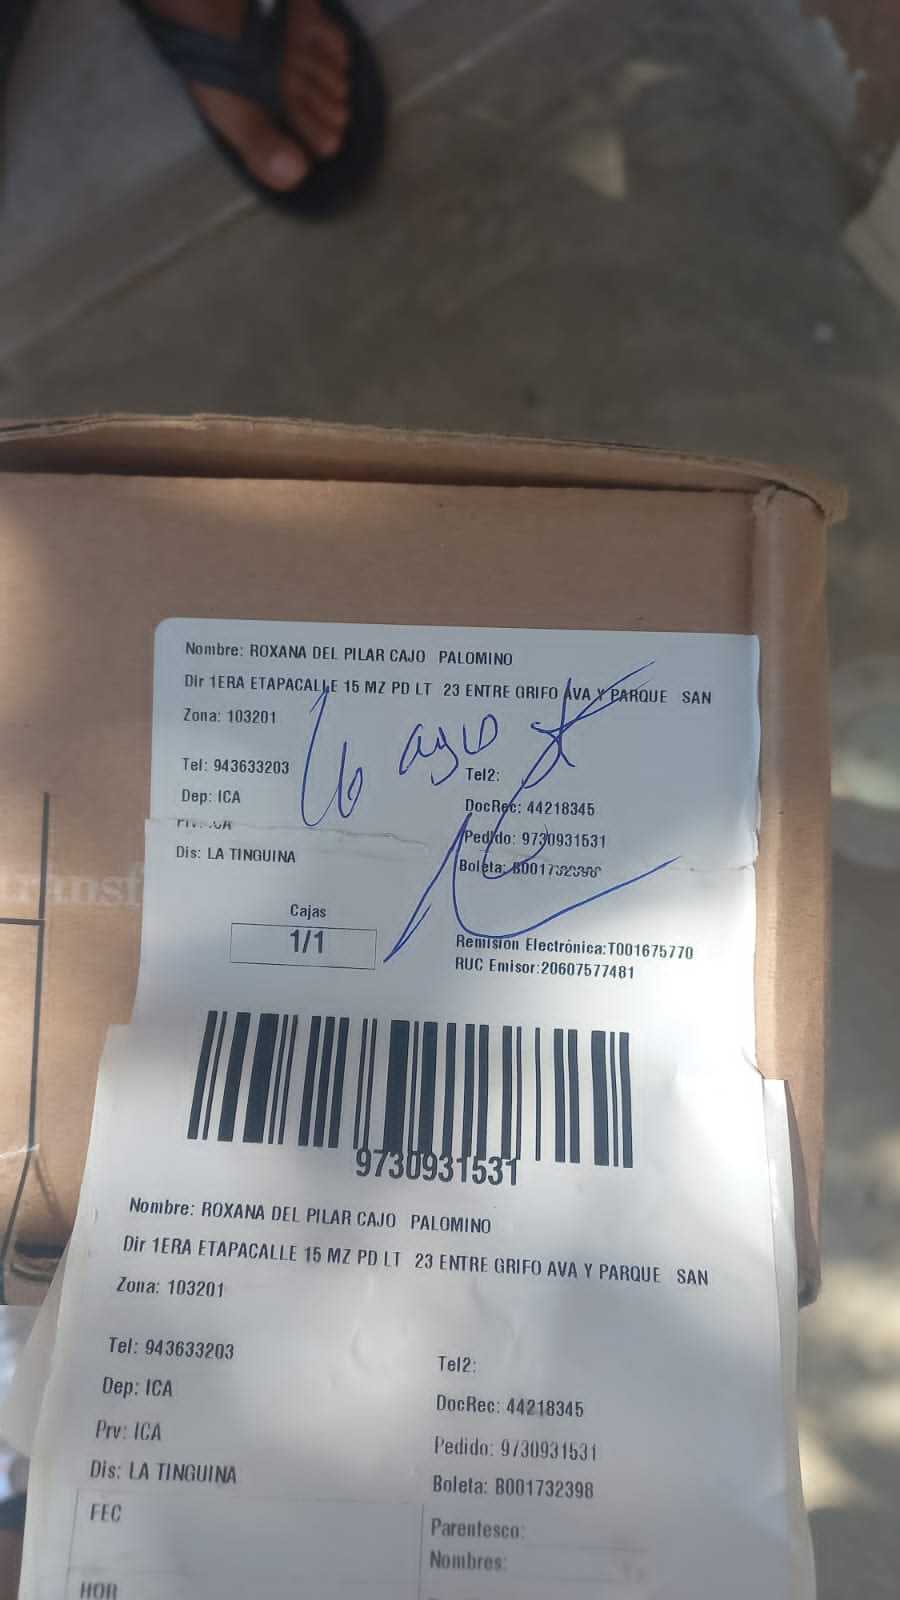 Nombre: ROXANA DEL PILAR CAJO PALOMINO
Dir 1ERA ETAPACALLE 15 MZ PD LT 23 ENTRE GRIFO AVA Y PARQUE SAN
Zona: 103201
Tel: 943633203
Tel2:
Dep: ICA
DocRec: 44218345
Pedido: 9730931531
Dis: LA TINGUINA
Boleta: B001732398
transf
Cajas
1/1
Remisión Electrónica:T001675770
RUC Emisor:20607577481
9730931531
Nombre: ROXANA DEL PILAR CAJO PALOMINO
Dir 1ERA ETAPACALLE 15 MZ PD LT 23 ENTRE GRIFO AVA Y PARQUE SAN
Zona: 103201
Tel: 943633203
Tel2:
Dep: ICA
DocRec: 44218345
Prv: ICA
Pedido: 9730931531
Dis: LA TINGUINA
Boleta: B001732398
FEC
Parentesco:
Nombres:
HOR